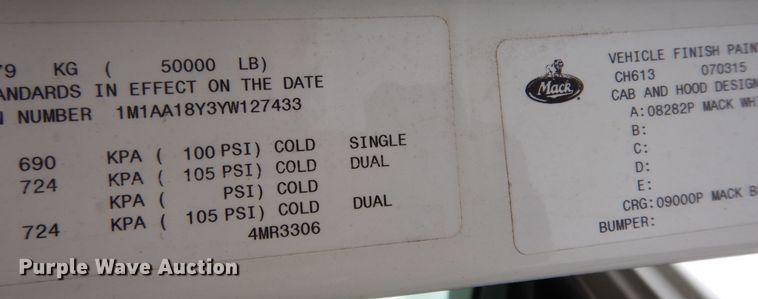 79 KG ( 50000 LB)
ANDARDS IN EFFECT ON THE DATE
N NUMBER 1M1AA18Y3YW127433
690 KPA ( 100 PSI) COLD SINGLE
724 KPA ( 105 PSI) COLD DUAL
KPA ( PSI) COLD
724 KPA ( 105 PSI) COLD DUAL
4MR3306
Mack
VEHICLE FINISH PAIN
CH613 070315
CAB AND HOOD DESIGN
A:08282P MACK WHI
B:
C:
D:
E:
CRG:09000P MACK B
BUMPER:
Purple Wave Auction